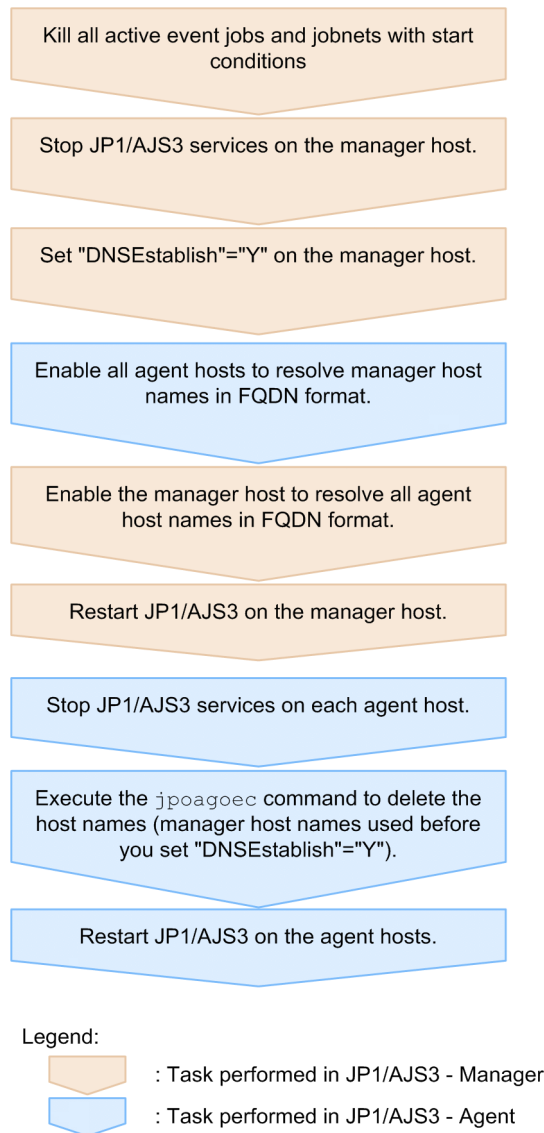 Kill all active event jobs and jobnets with start
conditions
Stop JP1/AJS3 services on the manager host.
Set "DNSEstablish"="Y" on the manager host.
Enable all agent hosts to resolve manager host
names in FQDN format.
Enable the manager host to resolve all agent
host names in FQDN format.
Restart JP1/AJS3 on the manager host.
Stop JP1/AJS3 services on each agent host.
Execute the jpoagoec command to delete the
host names (manager host names used before
you set "DNSEstablish"="Y").
Restart JP1/AJS3 on the agent hosts.
Legend:
: Task performed in JP1/AJS3 - Manager
: Task performed in JP1/AJS3 - Agent